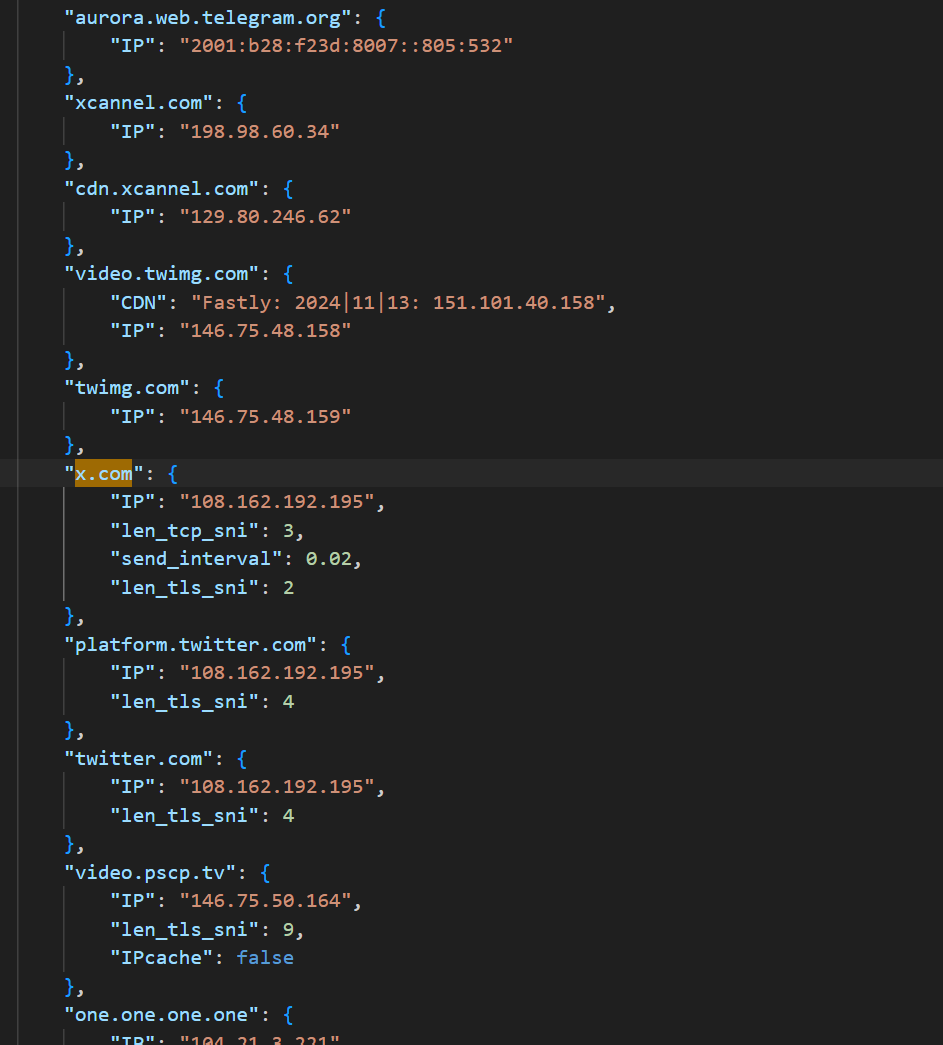 "aurora.web.telegram.org": {
"IP": "2001:b28:f23d:8007::805:532"
},
"xcannel.com": {
"IP": "198.98.60.34"
},
"cdn.xcannel.com": {
"IP": "129.80.246.62"
},
"video.twimg.com": {
"CDN": "Fastly: 2024|11|13: 151.101.40.158",
"IP": "146.75.48.158"
},
"twimg.com": {
"IP": "146.75.48.159"
},
"x.com": {
"IP": "108.162.192.195",
"len_tcp_sni": 3,
"send_interval": 0.02,
"len_tls_sni": 2
},
"platform.twitter.com": {
"IP": "108.162.192.195",
"len_tls_sni": 4
},
"twitter.com": {
"IP": "108.162.192.195",
"len_tls_sni": 4
},
"video.pscp.tv": {
"IP": "146.75.50.164",
"len_tls_sni": 9,
"IPcache": false
},
"one.one.one.one": {
"IP": "104.21.3.221"